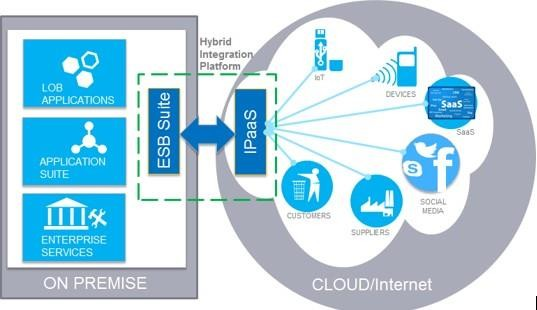 LOB
APPLICATIONS
APPLICATION
SUITE
ENTERPRISE
SERVICES
ON PREMISE
Hybrid
Integration
Platform
ESB Suite
IPaaS
IoT
DEVICES
SaaS
Marketing
SaaS
SOCIAL
MEDIA
SUPPLIERS
CUSTOMERS
CLOUD/Internet